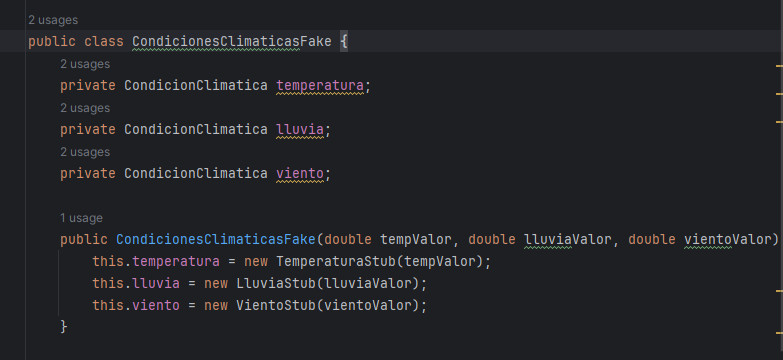 2 usages
public class CondicionesClimaticasFake {
2 usages
private CondicionClimatica temperatura;
2 usages
private CondicionClimatica lluvia;
2 usages
private CondicionClimatica viento;
1 usage
public CondicionesClimaticasFake(double tempValor, double lluviaValor, double vientoValor)
this.temperatura = new TemperaturaStub(tempValor);
this.lluvia = new LluviaStub(lluviaValor);
this.viento = new VientoStub(vientoValor);
}